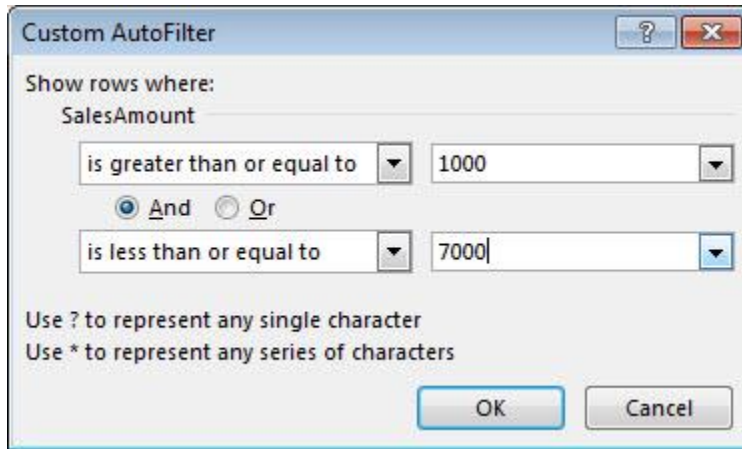 Custom AutoFilter
Show rows where:
SalesAmount
is greater than or equal to 1000
And Or
is less than or equal to 7000
Use ? to represent any single character
Use * to represent any series of characters
OK Cancel